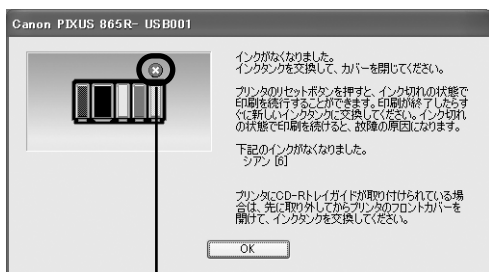 Canon PIXUS 865R- USB001
インクがなくなりました。
インクタンクを交換して、カバーを閉じてください。
プリンタのリセットボタンを押すと、インク切れの状態で
印刷を続行することができます。印刷が終了したらす
ぐに新しいインクタンクに交換してください。インク切れ
の状態で印刷を続けると、故障の原因になります。
下記のインクがなくなりました。
シアン [6]
プリンタにCD-Rトレイガイドが取り付けられている場
合は、先に取り外してからプリンタのフロントカバーを
開けて、インクタンクを交換してください。
OK